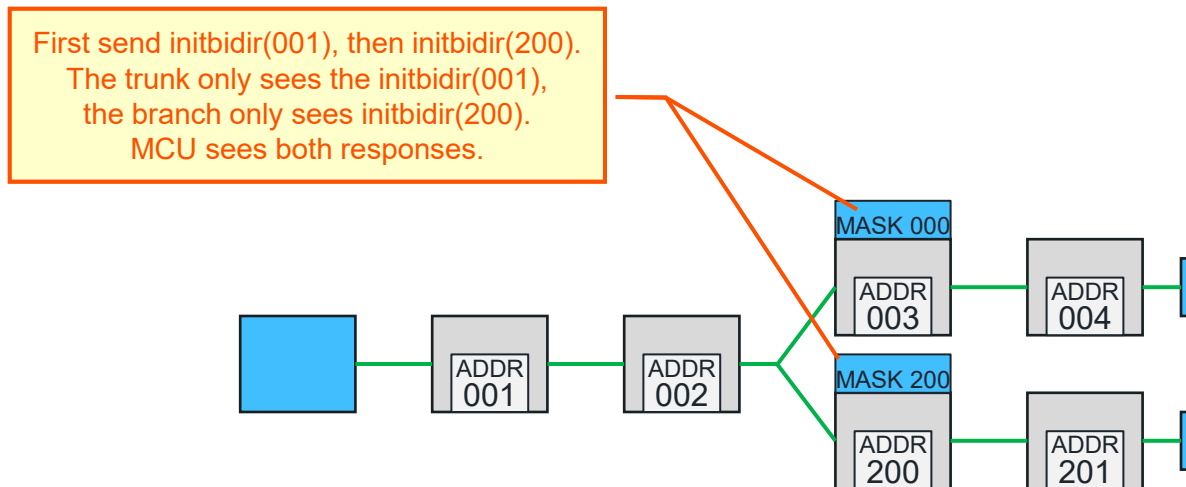 First send initbidir(001), then initbidir(200).
The trunk only sees the initbidir(001),
the branch only sees initbidir(200).
MCU sees both responses.
MASK 000
ADDR
003
ADDR
004
ADDR
001
ADDR
002
MASK 200
ADDR
200
ADDR
201